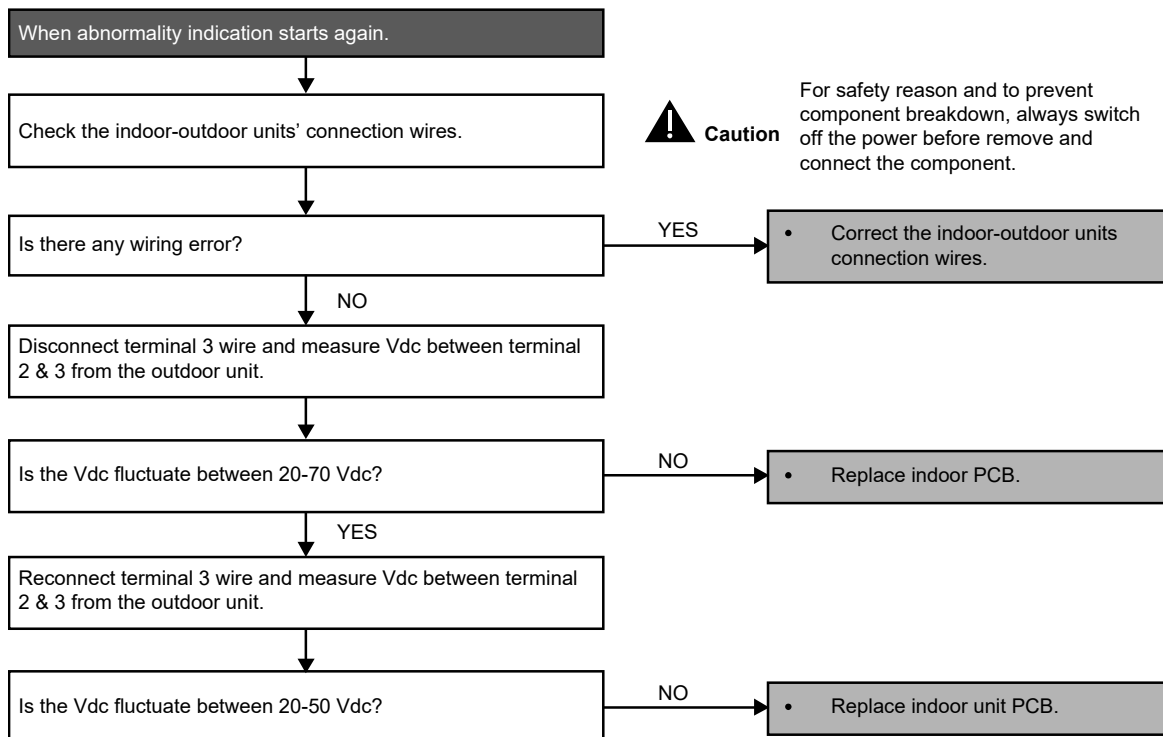 When abnormality indication starts again.
Check the indoor-outdoor units’ connection wires.
Caution
For safety reason and to prevent
component breakdown, always switch
off the power before remove and
connect the component.
Is there any wiring error?
YES
• Correct the indoor-outdoor units
connection wires.
NO
Disconnect terminal 3 wire and measure Vdc between terminal
2 & 3 from the outdoor unit.
Is the Vdc fluctuate between 20-70 Vdc?
NO
• Replace indoor PCB.
YES
Reconnect terminal 3 wire and measure Vdc between terminal
2 & 3 from the outdoor unit.
Is the Vdc fluctuate between 20-50 Vdc?
NO
• Replace indoor unit PCB.